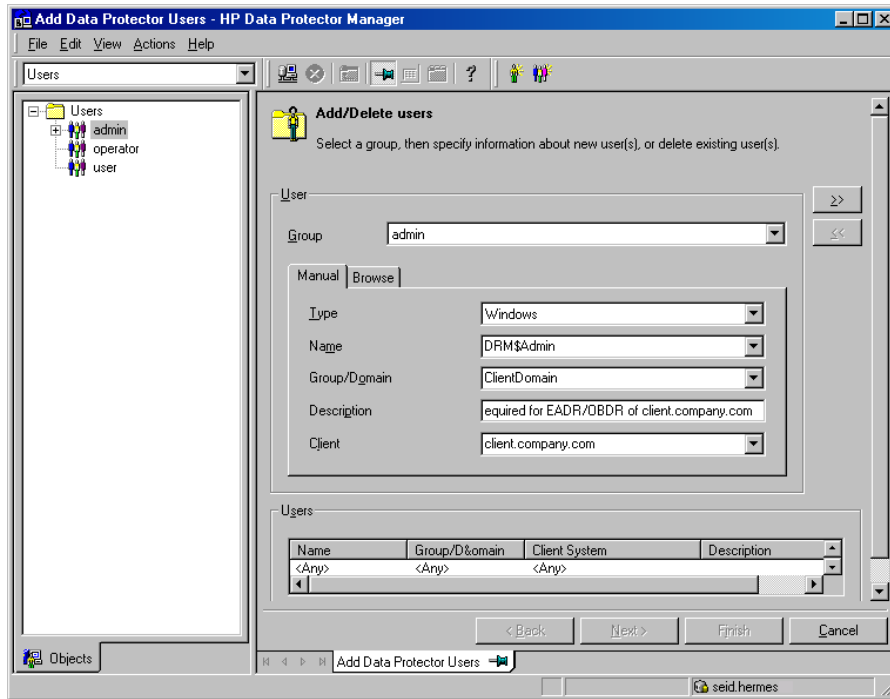 Add Data Protector Users - HP Data Protector Manager
File Edit View Actions Help
Users
Users
admin
operator
user
Objects
Add/Delete users
Select a group, then specify information about new user(s), or delete existing user(s).
User
>>
<<
Group admin
Manual Browse
Type Windows
Name DRM$Admin
Group/Domain ClientDomain
Description equired for EADR/OBDR of client.company.com
Client client.company.com
Users
Name Group/D&omain Client System Description
<Any> <Any> <Any>
< Back Next > Finish Cancel
Add Data Protector Users
seid.hermes